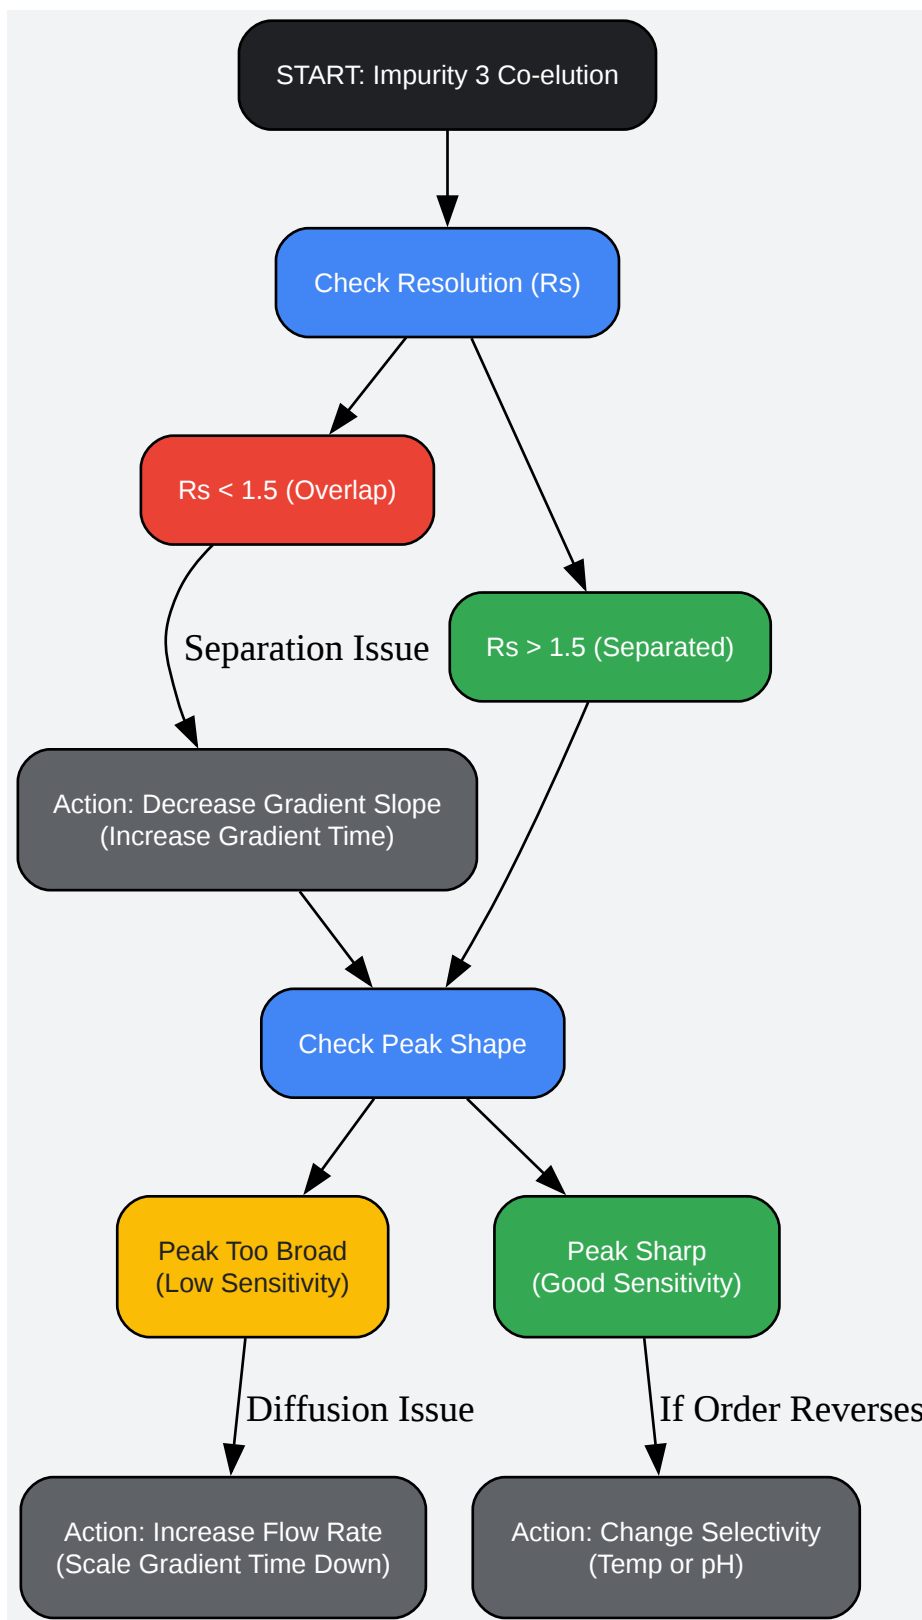 START: Impurity 3 Co-elution
Check Resolution (Rs)
Rs < 1.5 (Overlap)
Separation Issue
Rs > 1.5 (Separated)
Action: Decrease Gradient Slope
(Increase Gradient Time)
Check Peak Shape
Peak Too Broad
(Low Sensitivity)
Peak Sharp
(Good Sensitivity)
Diffusion Issue
If Order Reverses
Action: Increase Flow Rate
(Scale Gradient Time Down)
Action: Change Selectivity
(Temp or pH)